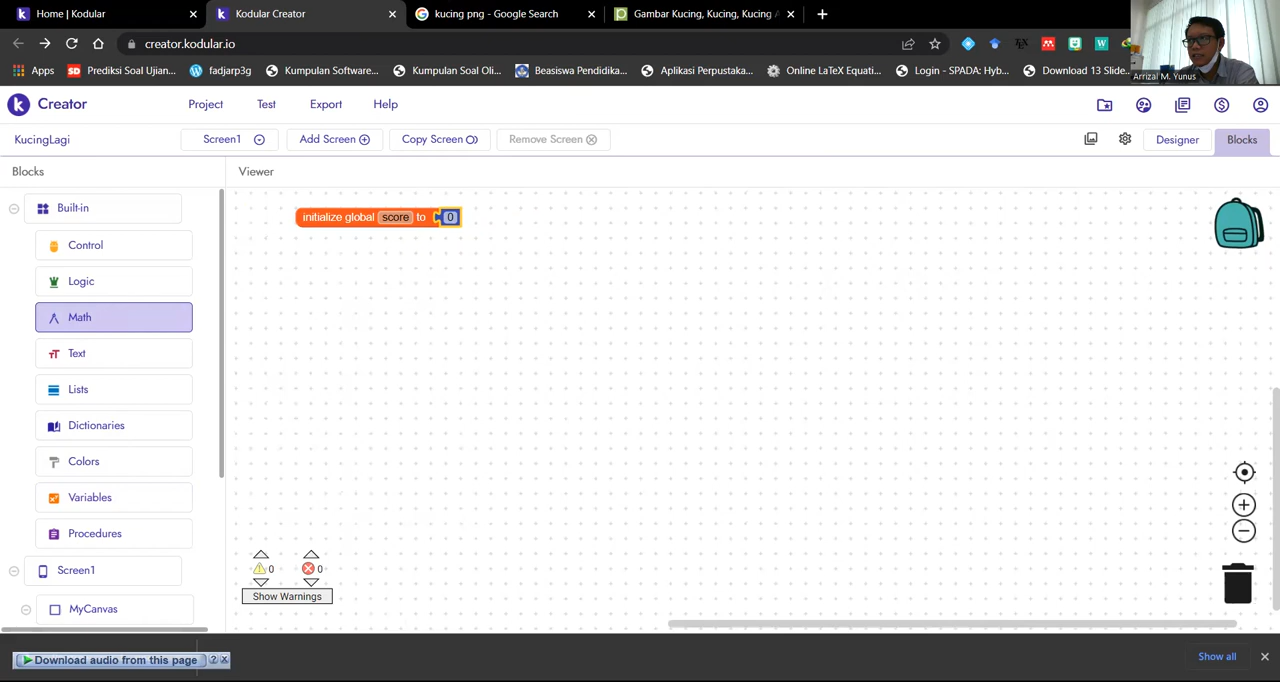 Home | Kodular
Kodular Creator
kucing png - Google Search
Gambar Kucing, Kucing, Kucing
creator.kodular.io
Apps
SD Prediksi Soal Ujian...
fadjarp3g
Kumpulan Software...
Kumpulan Soal Oli...
Beasiswa Pendidika...
Aplikasi Perpustaka...
Online LaTeX Equati...
Login - SPADA: Hyb...
Download 13 Slide...
Arrizal M. Yunus
Creator
Project
Test
Export
Help
KucingLagi
Screen1
Add Screen
Copy Screen
Remove Screen
Designer
Blocks
Blocks
Viewer
Built-in
Control
Logic
Math
Text
Lists
Dictionaries
Colors
Variables
Procedures
Screen1
MyCanvas
initialize global score to 0
0
0
Show Warnings
Download audio from this page ? X
Show all